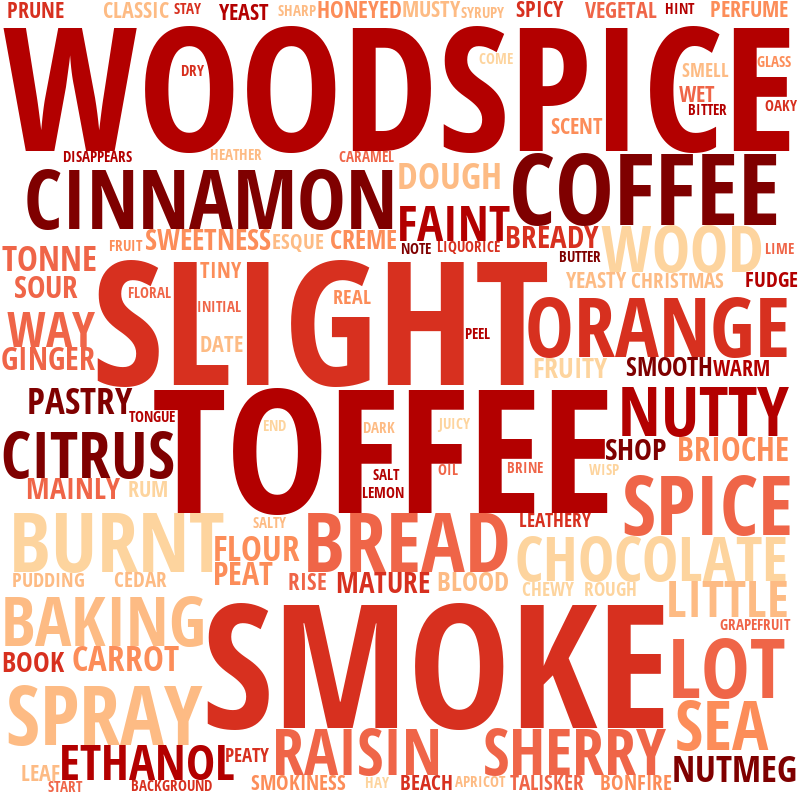 PRUNE CLASSIC STAY YEAST SHARP HONEYED MUSTY SYRUPY SPICY VEGETAL HINT PERFUME
WOODSPICE
COME
GLASS
DRY
SMELL
WET
BITTER
OAKY
SCENT
DISAPPEARS HEATHER CARAMEL
CINNAMON
DOUGH
COFFEE
FAINT
FRUIT SWEETNESS ESQUE CREME
NOTE LIQUORICE
BREADY
WOOD
LIME
BUTTER
TONNE
TINY
YEASTY CHRISTMAS FUDGE
SOUR
SLIGHT
FLORAL
INITIAL
REAL
ORANGE
WAY
PEEL
DATE
GINGER
FRUITY
SMOOTH WARM
PASTRY
TONGUE
TOFFEE
NUTTY
END
DARK
JUICY
CITRUS
SHOP BRIOCHE
SALT
OIL
BRINE
WISP
MAINLY RUM
LEMON
SPICE
BURNT
SALTY
BREAD
LEATHERY
FLOUR
CHOCOLATE
PEAT
PUDDING CEDAR
RISE MATURE BLOOD
CHEWY ROUGH
LITTLE
BAKING
SMOKE
GRAPEFRUIT
BOOK CARROT
LOT
SPRAY
SEA
ETHANOL
PEATY
RAISIN
SHERRY
NUTMEG
LEAF
START
BACKGROUND
SMOKINESS HAY BEACH APRICOT TALISKER BONFIRE